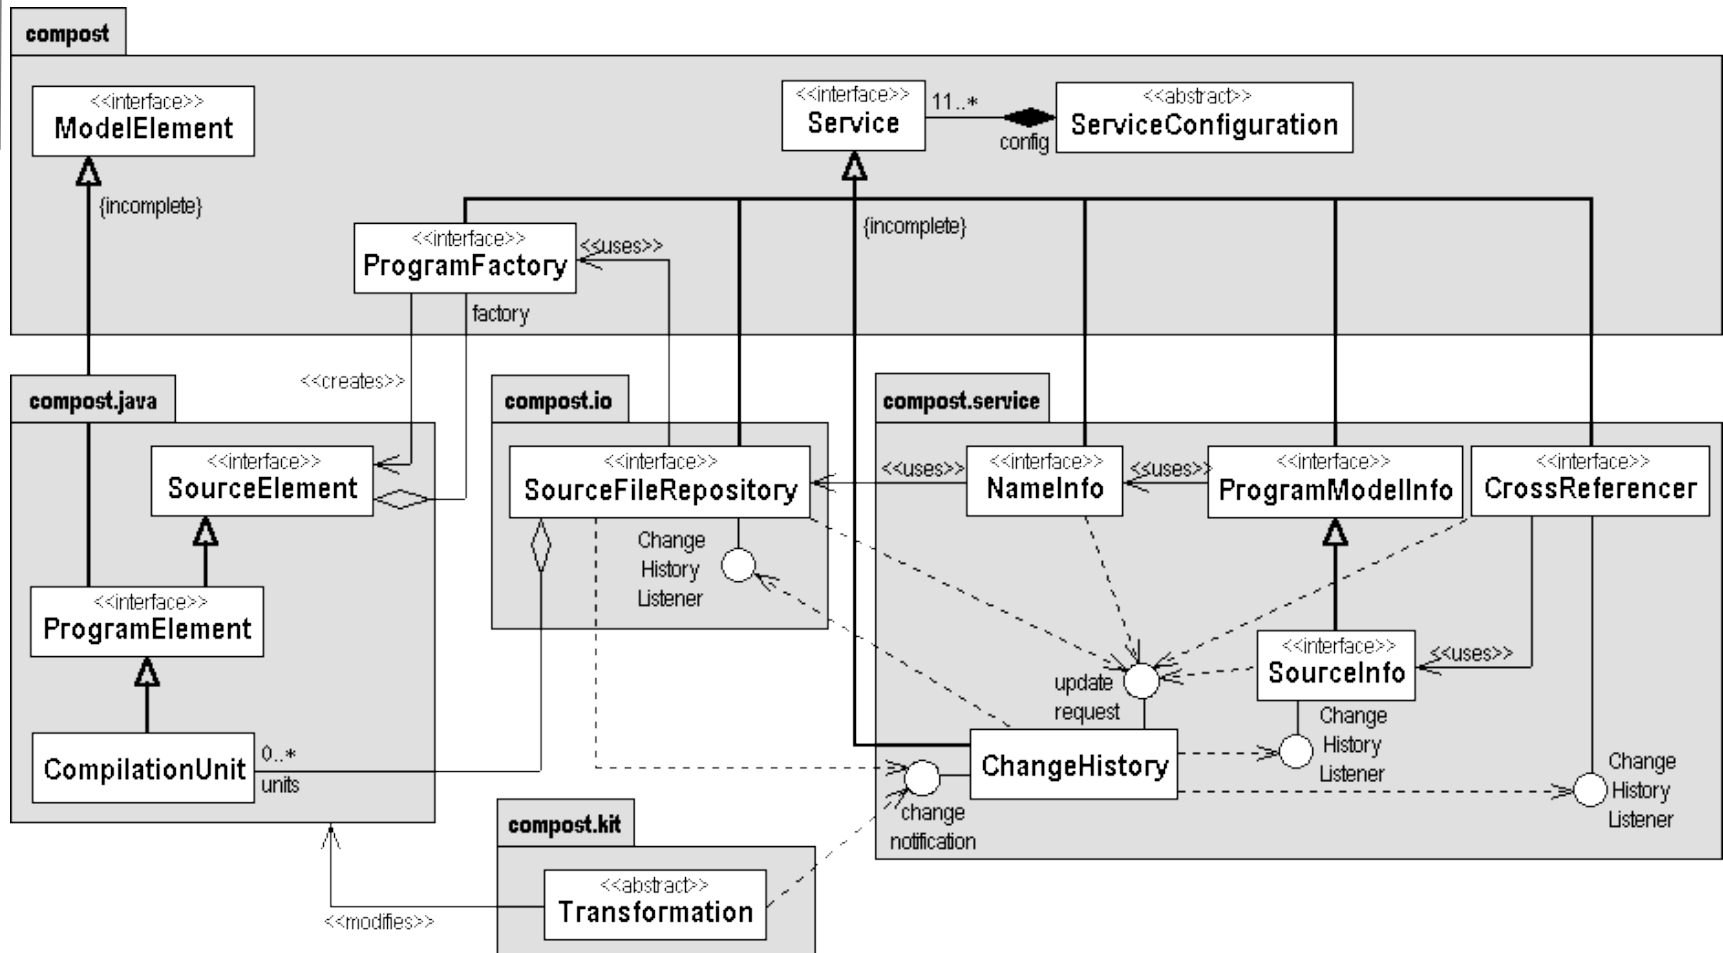 compost
<<interface>>
ModelElement
{incomplete}
<<interface>>
Service
11..*
config
<<abstract>>
ServiceConfiguration
{incomplete}
<<interface>>
ProgramFactory
<<uses>>
factory
<<creates>>
compost.java
<<interface>>
SourceElement
<<interface>>
ProgramElement
CompilationUnit
0..*
units
compost.io
<<interface>>
SourceFileRepository
Change
History
Listener
compost.service
<<uses>>
<<interface>>
NameInfo
<<uses>>
<<interface>>
ProgramModelInfo
<<interface>>
CrossReferencer
<<interface>>
SourceInfo
<<uses>>
update
request
Change
History
Listener
ChangeHistory
change
notification
Change
History
Listener
compost.kit
<<abstract>>
Transformation
<<modifies>>